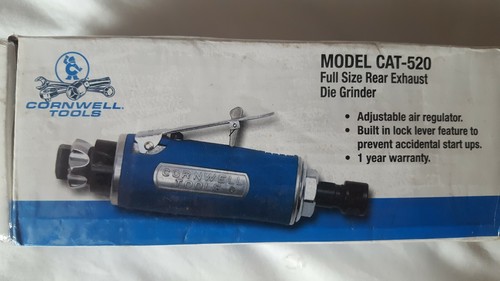 CORNWELL.
TOOLS
MODEL CAT-520
Full Size Rear Exhaust
Die Grinder
• Adjustable air regulator.
• Built in lock lever feature to
prevent accidental start ups.
• 1 year warranty.
CORNWELL
TOOLS